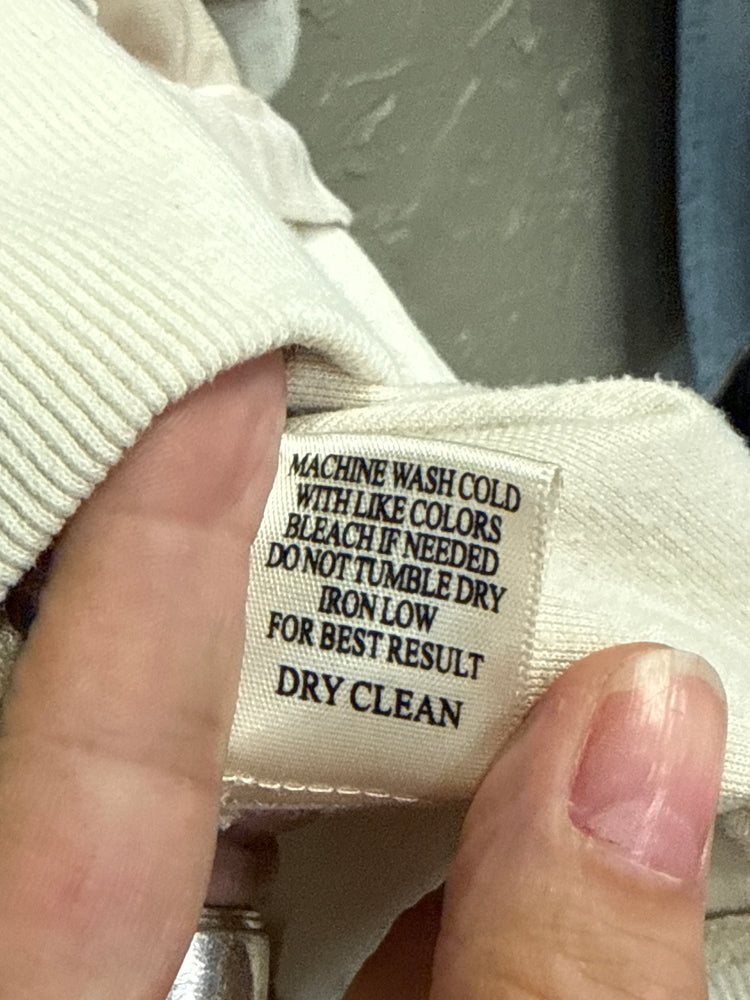 MACHINE WASH COLD
WITH LIKE COLORS
BLEACH IF NEEDED
DO NOT TUMBLE DRY
IRON LOW
FOR BEST RESULT
DRY CLEAN